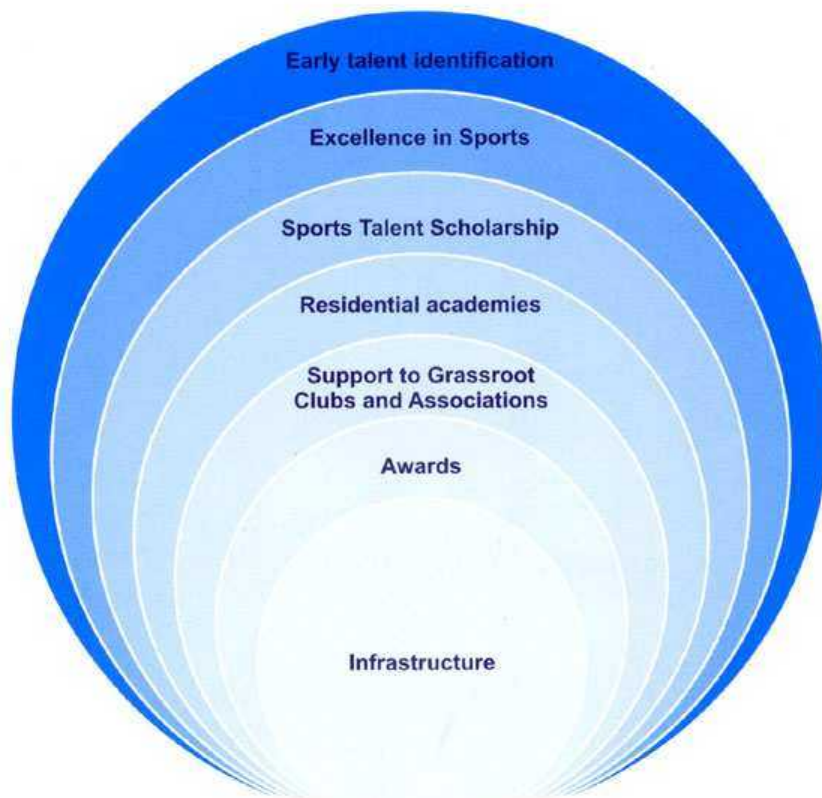 Early talent identification
Excellence in Sports
Sports Talent Scholarship
Residential academies
Support to Grassroot
Clubs and Associations
Awards
Infrastructure